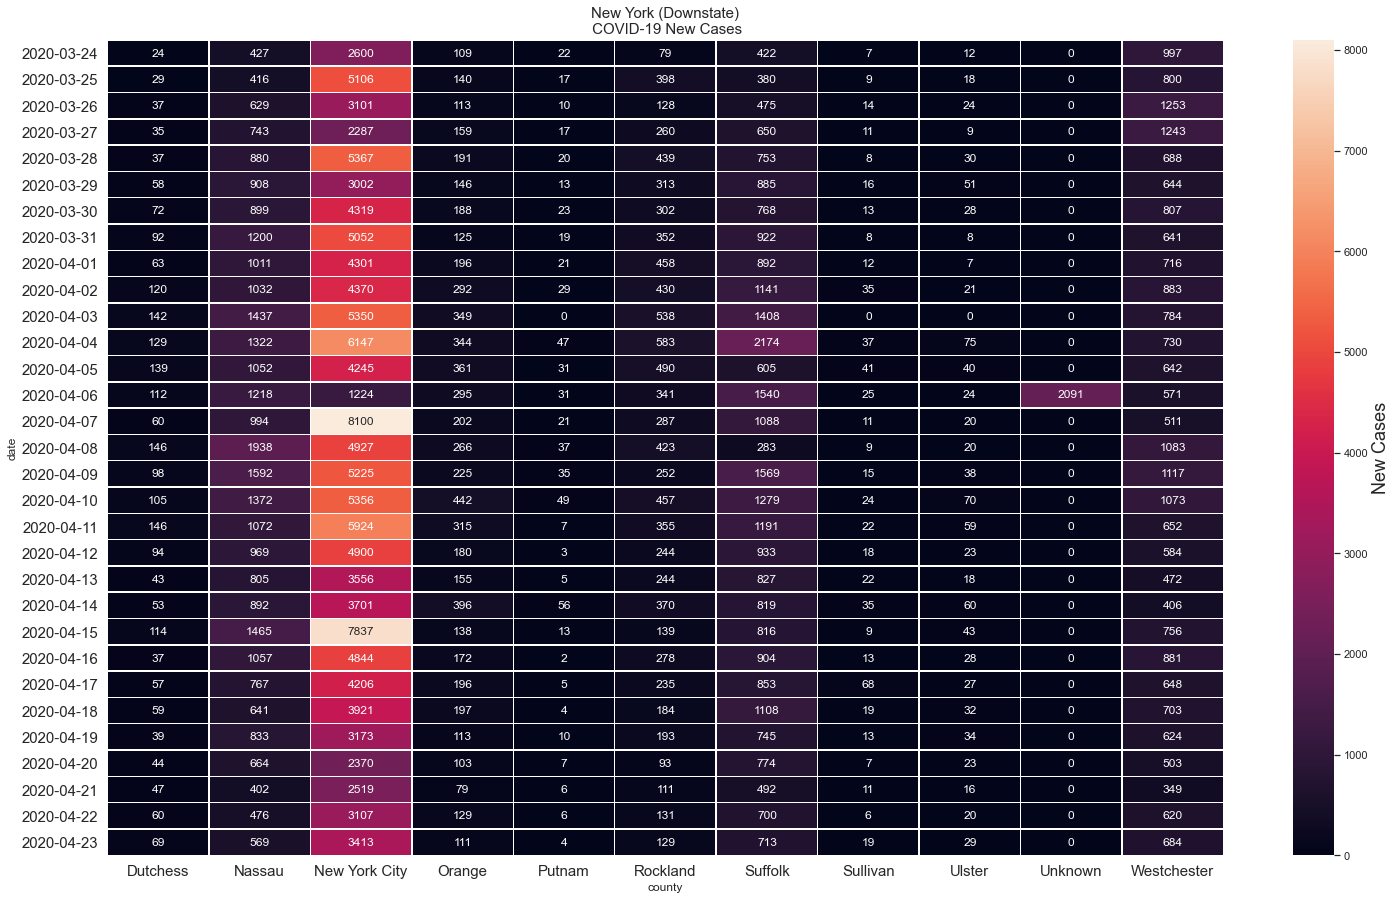 New York (Downstate)
COVID-19 New Cases
2020-03-24 24 427 2600 109 22 79 422 7 12 0 997
2020-03-25 29 416 5106 140 17 398 380 9 18 0 800
2020-03-26 37 629 3101 113 10 128 475 14 24 0 1253
2020-03-27 35 743 2287 159 17 260 650 11 9 0 1243
2020-03-28 37 880 5367 191 20 439 753 8 30 0 688
2020-03-29 58 908 3002 146 13 313 885 16 51 0 644
2020-03-30 72 899 4319 188 23 302 768 13 28 0 807
2020-03-31 92 1200 5052 125 19 352 922 8 8 0 641
2020-04-01 63 1011 4301 196 21 458 892 12 7 0 716
2020-04-02 120 1032 4370 292 29 430 1141 35 21 0 883
2020-04-03 142 1437 5350 349 0 538 1408 0 0 0 784
2020-04-04 129 1322 6147 344 47 583 2174 37 75 0 730
2020-04-05 139 1052 4245 361 31 490 605 41 40 0 642
2020-04-06 112 1218 1224 295 31 341 1540 25 24 2091 571
2020-04-07 60 994 8100 202 21 287 1088 11 20 0 511
2020-04-08 146 1938 4927 266 37 423 283 9 20 0 1083
2020-04-09 98 1592 5225 225 35 252 1569 15 38 0 1117
2020-04-10 105 1372 5356 442 49 457 1279 24 70 0 1073
2020-04-11 146 1072 5924 315 7 355 1191 22 59 0 652
2020-04-12 94 969 4900 180 3 244 933 18 23 0 584
2020-04-13 43 805 3556 155 5 244 827 22 18 0 472
2020-04-14 53 892 3701 396 56 370 819 35 60 0 406
2020-04-15 114 1465 7837 138 13 139 816 9 43 0 756
2020-04-16 37 1057 4844 172 2 278 904 13 28 0 881
2020-04-17 57 767 4206 196 5 235 853 68 27 0 648
2020-04-18 59 641 3921 197 4 184 1108 19 32 0 703
2020-04-19 39 833 3173 113 10 193 745 13 34 0 624
2020-04-20 44 664 2370 103 7 93 774 7 23 0 503
2020-04-21 47 402 2519 79 6 111 492 11 16 0 349
2020-04-22 60 476 3107 129 6 131 700 6 20 0 620
2020-04-23 69 569 3413 111 4 129 713 19 29 0 684
Dutchess Nassau New York City Orange Putnam Rockland Suffolk Sullivan Ulster Unknown Westchester
county
date
8000
7000
6000
5000
4000
3000
2000
1000
0
New Cases